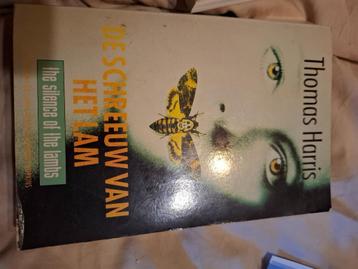 Thomas Harris
'DE SCHREEUW VAN
HET LAM'
the silence of the lambs